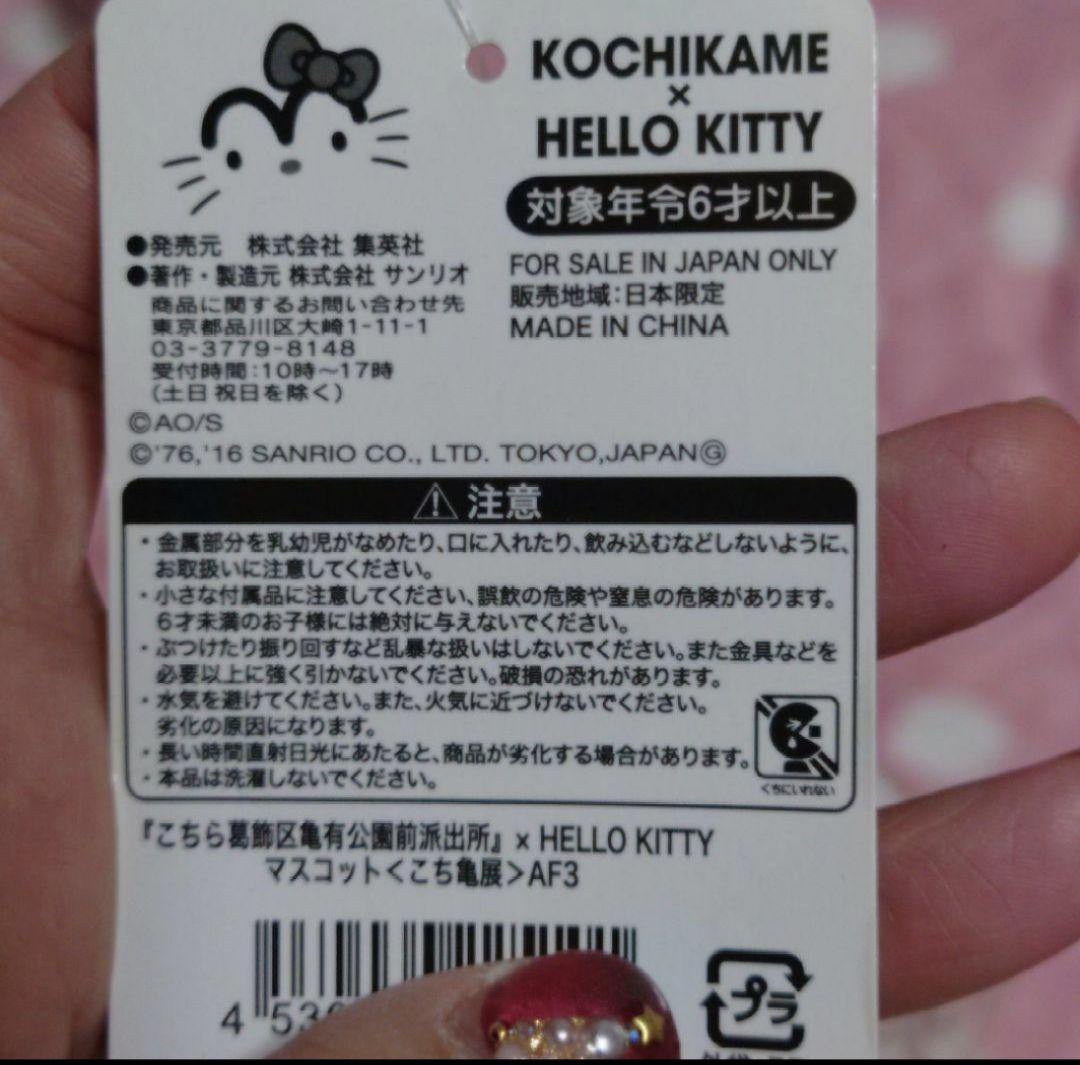 KOCHIKAME
×
HELLO KITTY
対象年令6才以上
●発売元 株式会社 集英社
●著作・製造元 株式会社 サンリオ
商品に関するお問い合わせ先
東京都品川区大崎1-11-1
03-3779-8148
受付時間：10時～17時
(土日 祝日を除く)
FOR SALE IN JAPAN ONLY
販売地域：日本限定
MADE IN CHINA
©AO/S
©'76,'16 SANRIO CO., LTD. TOKYO,JAPAN Ⓖ
⚠ 注意
・金属部分を乳幼児がなめたり、口に入れたり、飲み込むなどしないように、
お取扱いに注意してください。
・小さな付属品に注意してください、誤飲の危険や窒息の危険があります。
6才未満のお子様には絶対に与えないでください。
・ぶつけたり振り回すなど乱暴な扱いはしないでください。また金具などを
必要以上に強く引かないでください。破損の恐れがあります。
・水気を避けてください。また、火気に近づけないでください。
劣化の原因になります。
・長い時間直射日光にあたると、商品が劣化する場合があります。
・本品は洗濯しないでください。
くちにいれない
『こちら葛飾区亀有公園前派出所』× HELLO KITTY
マスコット＜こち亀展＞AF3
4 53
プラ